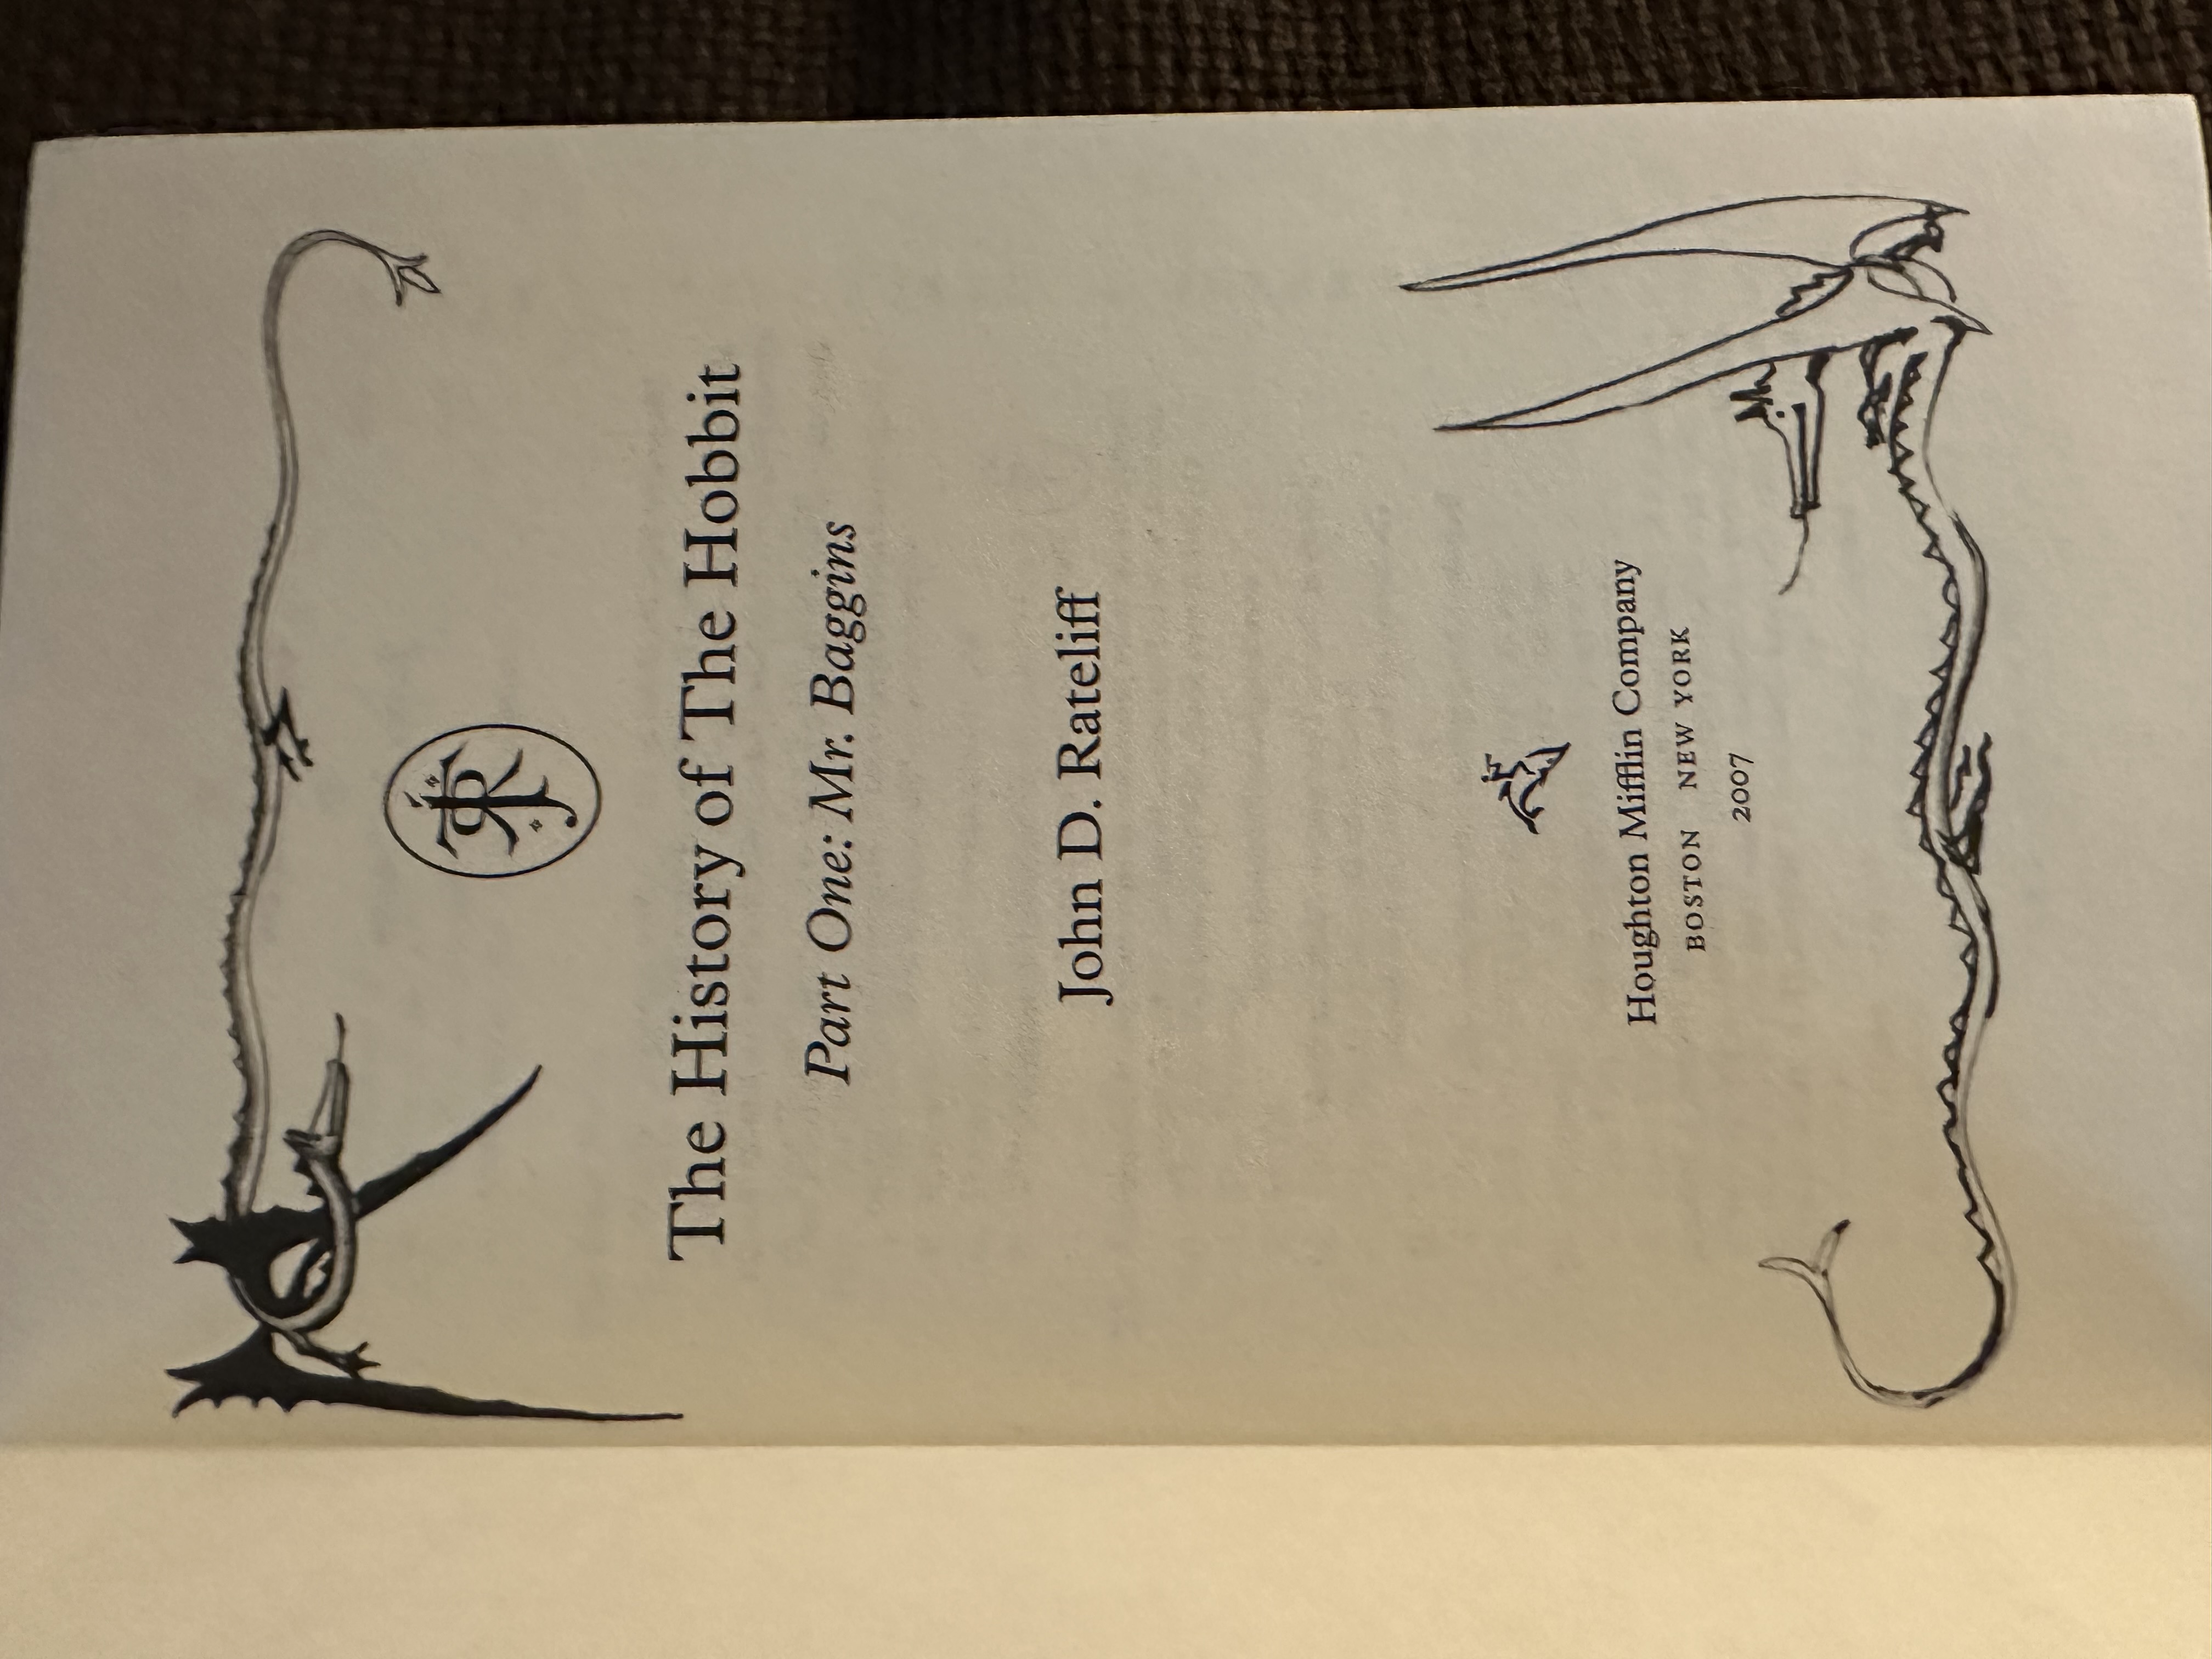 The History of The Hobbit
Part One: Mr. Baggins
John D. Rateliff
Houghton Mifflin Company
BOSTON NEW YORK
2007